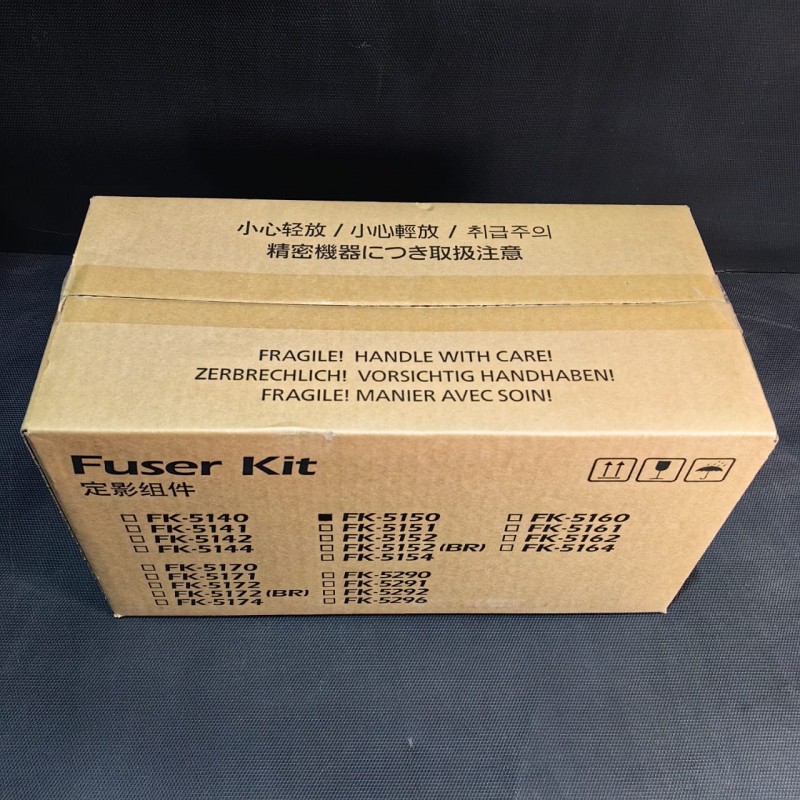 小心轻放 / 小心輕放 / 취급주의
精密機器につき取扱注意
FRAGILE! HANDLE WITH CARE!
ZERBRECHLICH! VORSICHTIG HANDHABEN!
FRAGILE! MANIER AVEC SOIN!
Fuser Kit
定影组件
FK-5140
FK-5141
FK-5142
FK-5144
FK-5150
FK-5151
FK-5152
FK-5152 (BR)
FK-5154
FK-5160
FK-5161
FK-5162
FK-5164
FK-5170
FK-5171
FK-5172
FK-5172 (BR)
FK-5174
FK-5290
FK-5291
FK-5292
FK-5296